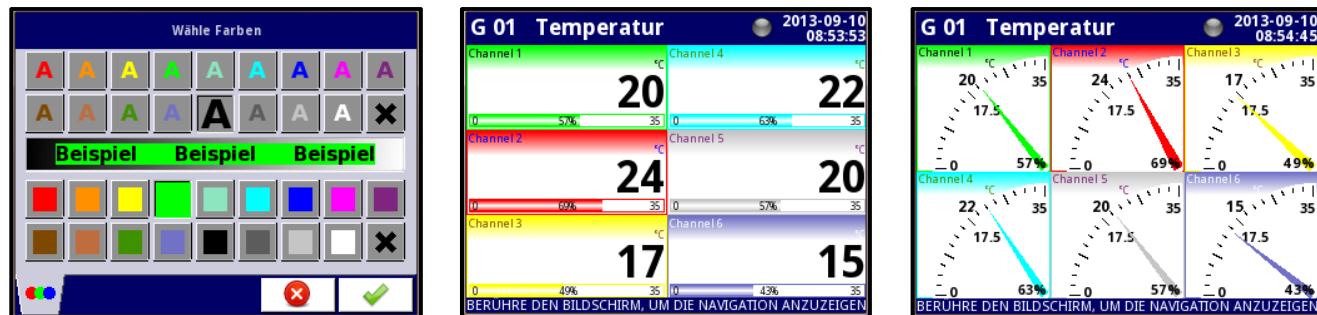 Wähle Farben
A A A A A A A A A
A A A A A A A A
Beispiel Beispiel Beispiel
G 01 Temperatur 2013-09-10
08:53:53
Channel 1 °C
20
0 57% 35
Channel 4 °C
22
0 63% 35
Channel 2 °C
24
0 69% 35
Channel 5 °C
20
0 57% 35
Channel 3 °C
17
0 49% 35
Channel 6 °C
15
0 43% 35
BERÜHRE DEN BILDSCHIRM, UM DIE NAVIGATION ANZUZEIGEN
G 01 Temperatur 2013-09-10
08:54:45
Channel 1
°C
20 35
17.5
0 57%
Channel 2
°C
24 35
17.5
0 69%
Channel 3
°C
17 35
17.5
0 49%
Channel 4
°C
22 35
17.5
0 63%
Channel 5
°C
20 35
17.5
0 57%
Channel 6
°C
15 35
17.5
0 43%
BERÜHRE DEN BILDSCHIRM, UM DIE NAVIGATION ANZUZEIGEN